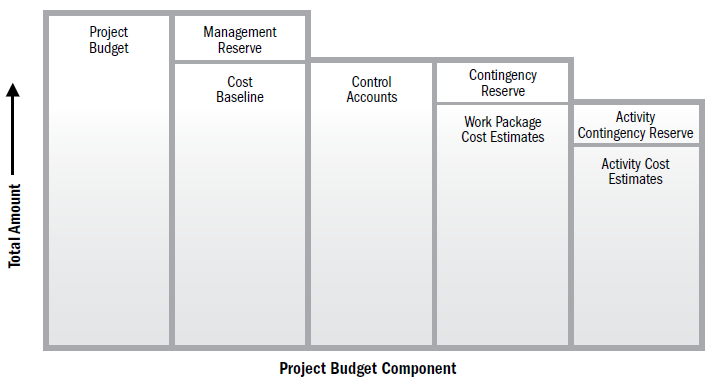 Project
Budget
Management
Reserve
Cost
Baseline
Control
Accounts
Contingency
Reserve
Work Package
Cost Estimates
Activity
Contingency Reserve
Activity Cost
Estimates
Total Amount
Project Budget Component